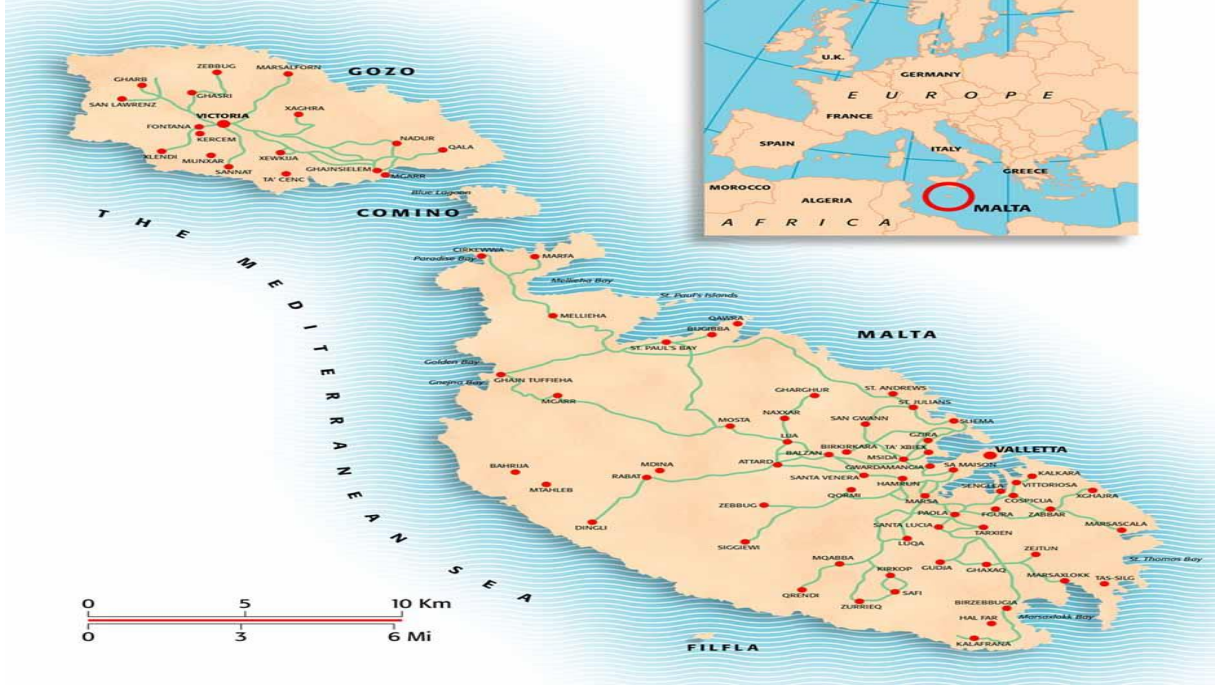 GOZO
ZEBBUG
MARSALFORN
GHARB
GHASRI
SAN LAWRENZ
XAGHRA
VICTORIA
FONTANA
KERCEM
NADUR
QALA
XLENDI
MUNXAR
XEWKIJA
SANNAT
GHAJNSIELEM
TA' CENC
MGARR
Blue Lagoon
COMINO
THE MEDITERRANEAN SEA
U.K.
GERMANY
EUROPE
FRANCE
SPAIN
ITALY
GREECE
MOROCCO
ALGERIA
MALTA
AFRICA
CIRKEWWA
Paradise Bay
MARFA
Mellieha Bay
St. Paul's Islands
MELLIEHA
QAWRA
BUGIBBA
ST. PAUL'S BAY
MALTA
Golden Bay
Gnejna Bay
GHAIN TUFFIEHA
MGARR
GHARGHUR
ST. ANDREWS
ST. JULIANS
NAXXAR
SAN GWANN
MOSTA
SLIEMA
LIJA
GZIRA
BIRKIRKARA
TA' XBIEX
VALLETTA
BALZAN
MSIDA
ATTARD
GWARDAMANGIA
SA MAISON
BAHRIJA
MDINA
RABAT
SANTA VENERA
HAMRUN
KALKARA
SENGLEA
VITTORIOSA
MTAHLEB
QORMI
MARSA
COSPICUA
XGHAJRA
ZEBBUG
PAOLA
FGURA
ZABBAR
DINGLI
SANTA LUCIA
TARXIEN
MARSASCALA
SIGGIEWI
LUQA
ZEJTUN
St. Thomas Bay
MQABBA
KIRKOP
GUDJA
GHAXAQ
MARSAXLOKK
TAS-SILG
QRENDI
SAFI
ZURRIEQ
BIRZEBBUGIA
HAL FAR
Marsaxlokk Bay
KALAFRANA
FILFLA
0 5 10 Km
0 3 6 Mi